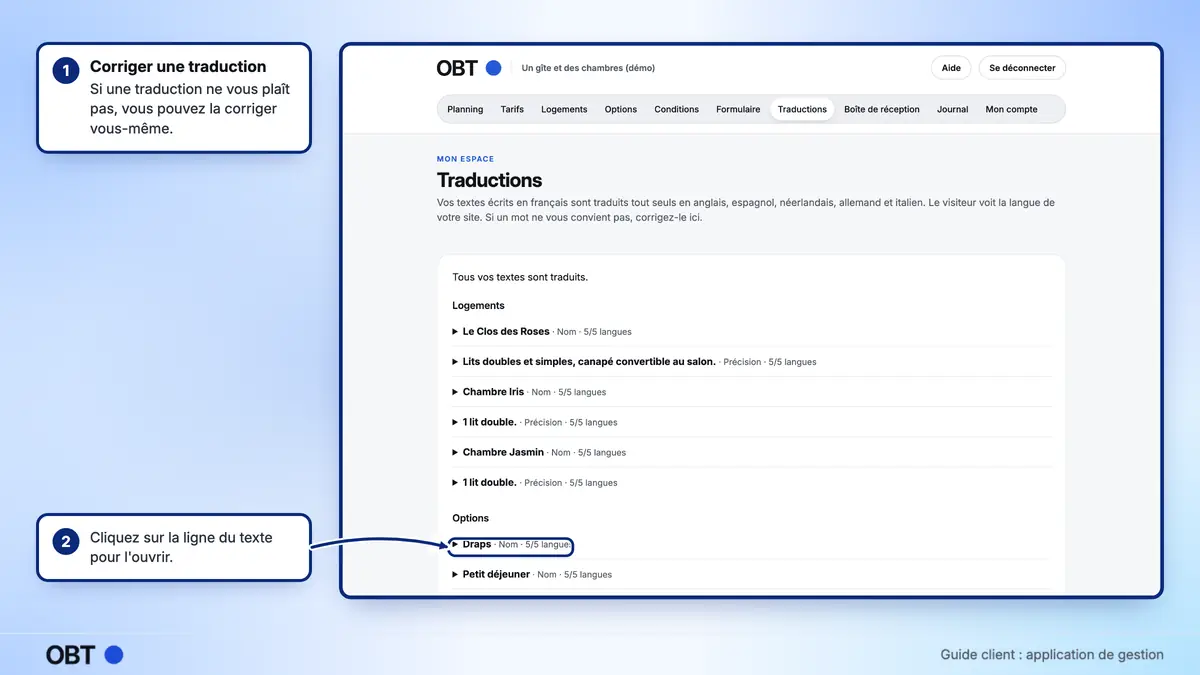 1
Corriger une traduction
Si une traduction ne vous plaît
pas, vous pouvez la corriger
vous-même.
OBT
Un gîte et des chambres (démo)
Aide
Se déconnecter
Planning Tarifs Logements Options Conditions Formulaire Traductions Boîte de réception Journal Mon compte
MON ESPACE
Traductions
Vos textes écrits en français sont traduits tout seuls en anglais, espagnol, néerlandais, allemand et italien. Le visiteur voit la langue de
votre site. Si un mot ne vous convient pas, corrigez-le ici.
Tous vos textes sont traduits.
Logements
Le Clos des Roses · Nom · 5/5 langues
Lits doubles et simples, canapé convertible au salon. · Précision · 5/5 langues
Chambre Iris · Nom · 5/5 langues
1 lit double. · Précision · 5/5 langues
Chambre Jasmin · Nom · 5/5 langues
1 lit double. · Précision · 5/5 langues
Options
Draps · Nom · 5/5 langues
Petit déjeuner · Nom · 5/5 langues
2
Cliquez sur la ligne du texte
pour l'ouvrir.
OBT
Guide client : application de gestion